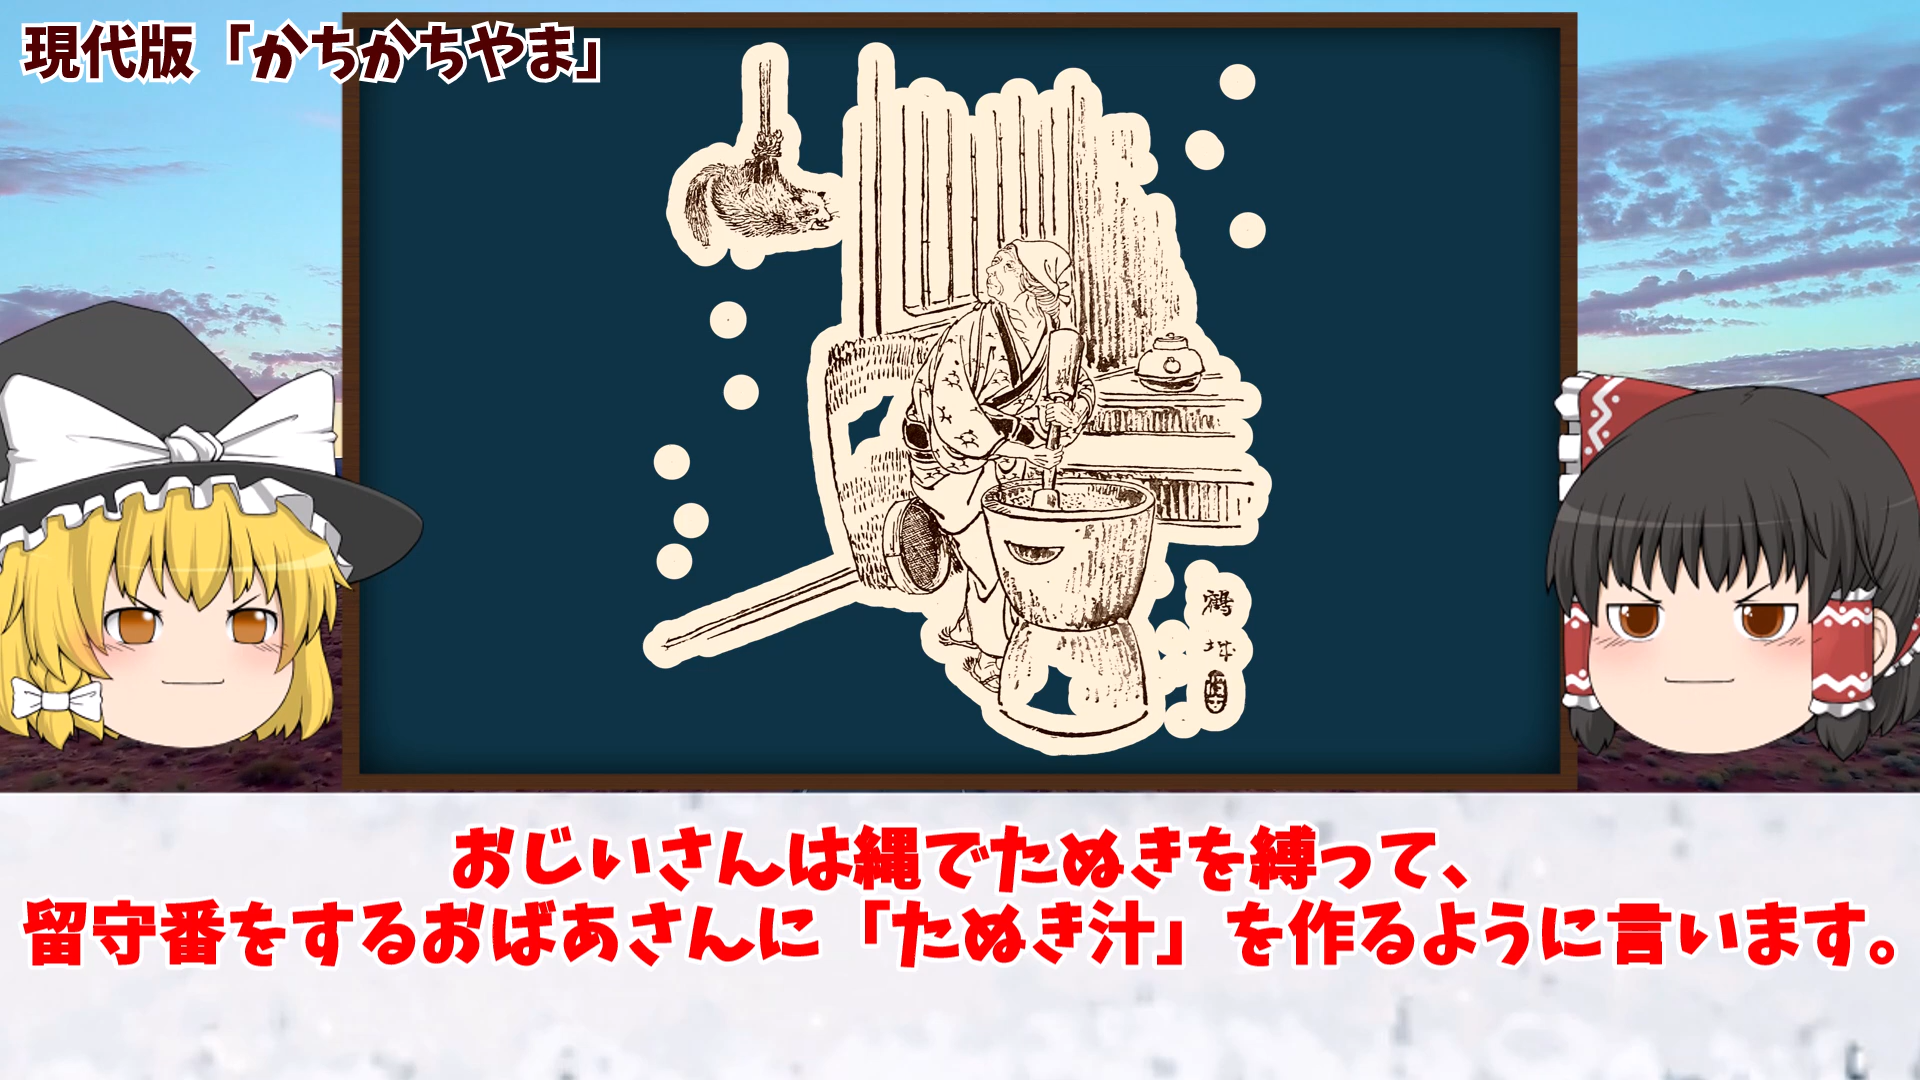 現代版「かちかちやま」
おじいさんは縄でたぬきを縛って、
留守番をするおばあさんに「たぬき汁」を作るように言います。